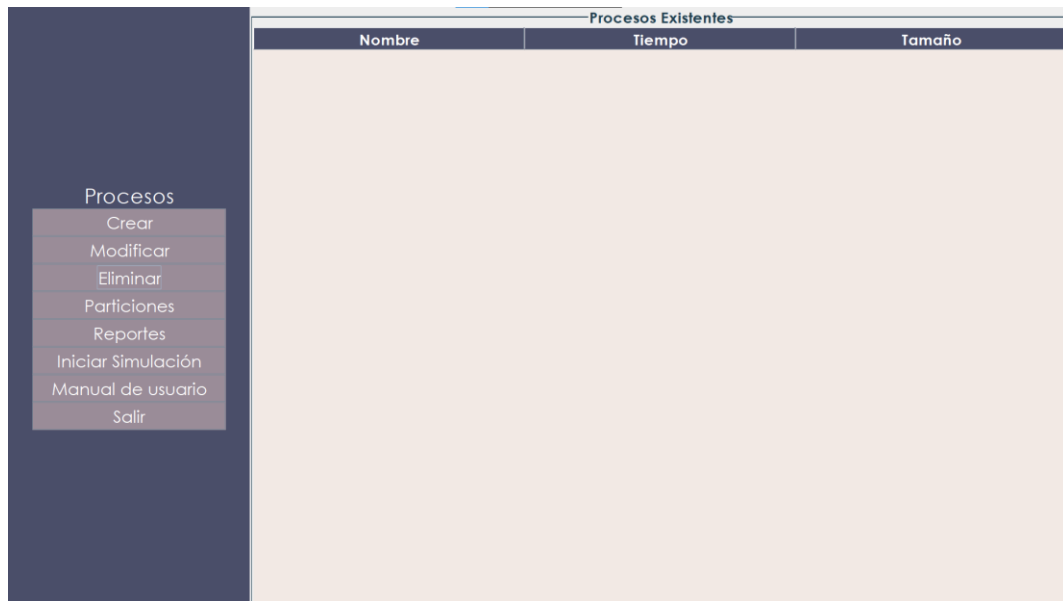 Procesos Existentes
Nombre Tiempo Tamaño
Procesos
Crear
Modificar
Eliminar
Particiones
Reportes
Iniciar Simulación
Manual de usuario
Salir